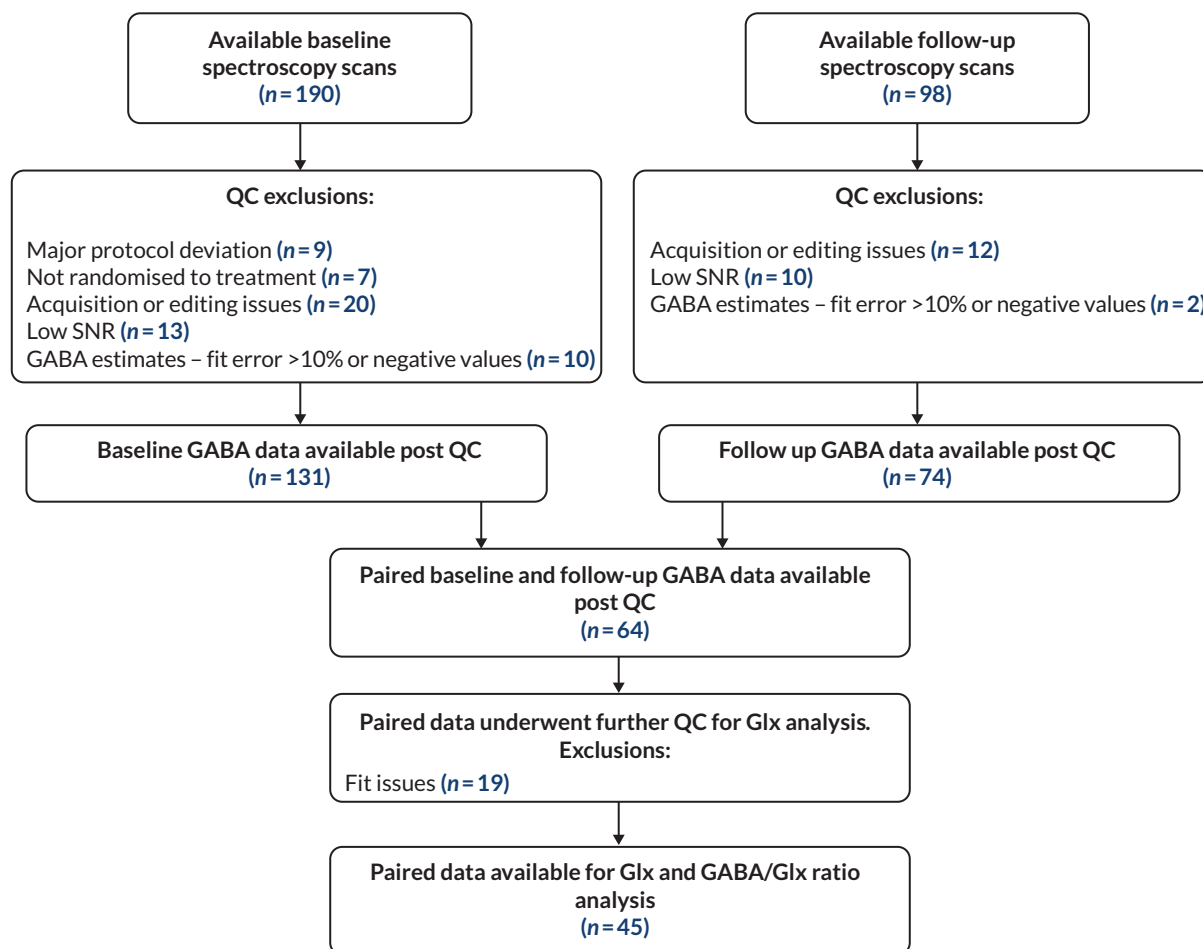 Available baseline
spectroscopy scans
(n=190)
Available follow-up
spectroscopy scans
(n=98)
QC exclusions:
Major protocol deviation (n=9)
Not randomised to treatment (n=7)
Acquisition or editing issues (n=20)
Low SNR (n=13)
GABA estimates – fit error >10% or negative values (n=10)
QC exclusions:
Acquisition or editing issues (n=12)
Low SNR (n=10)
GABA estimates – fit error >10% or negative values (n=2)
Baseline GABA data available post QC
(n=131)
Follow up GABA data available post QC
(n=74)
Paired baseline and follow-up GABA data available
post QC
(n=64)
Paired data underwent further QC for Glx analysis.
Exclusions:
Fit issues (n=19)
Paired data available for Glx and GABA/Glx ratio
analysis
(n=45)